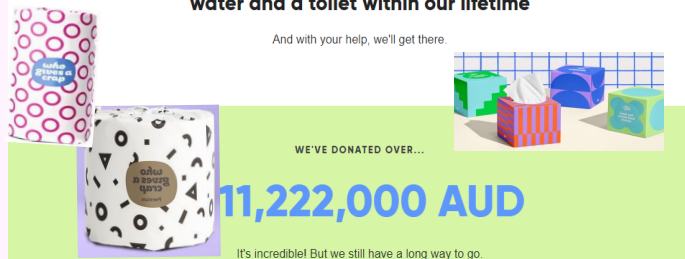 water and a toilet within our lifetime
And with your help, we'll get there.
who
gives a
crap
WE'VE DONATED OVER...
who
gives a
crap
Premium
11,222,000 AUD
It's incredible! But we still have a long way to go.